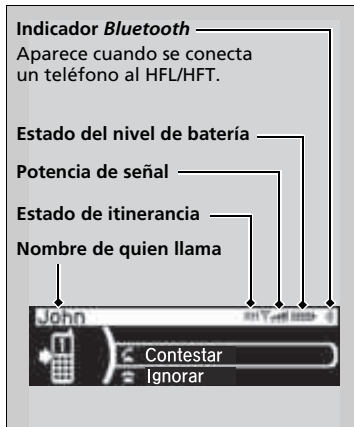 Indicador Bluetooth
Aparece cuando se conecta
un teléfono al HFL/HFT.
Estado del nivel de batería
Potencia de señal
Estado de itinerancia
Nombre de quien llama
John
Contestar
Ignorar